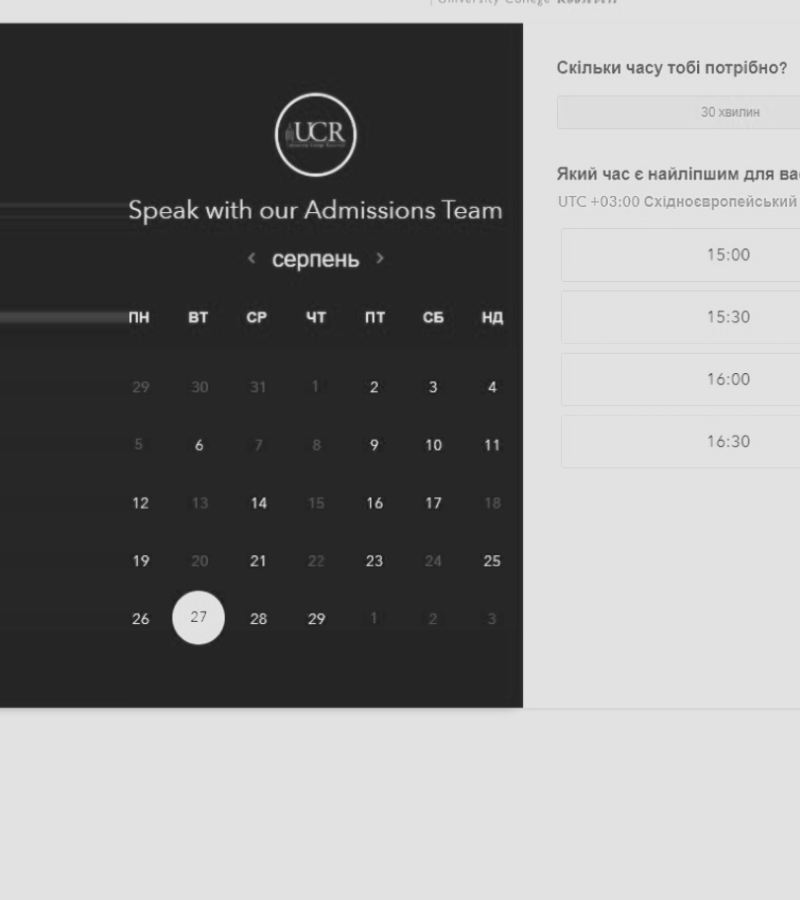 University College
UCR
Speak with our Admissions Team
< серпень >
ПН ВТ СР ЧТ ПТ СБ НД
29 30 31 1 2 3 4
5 6 7 8 9 10 11
12 13 14 15 16 17 18
19 20 21 22 23 24 25
26 27 28 29 1 2 3
Скільки часу тобі потрібно?
30 хвилин
Який час є найліпшим для ва
UTC +03:00 Східноєвропейський
15:00
15:30
16:00
16:30